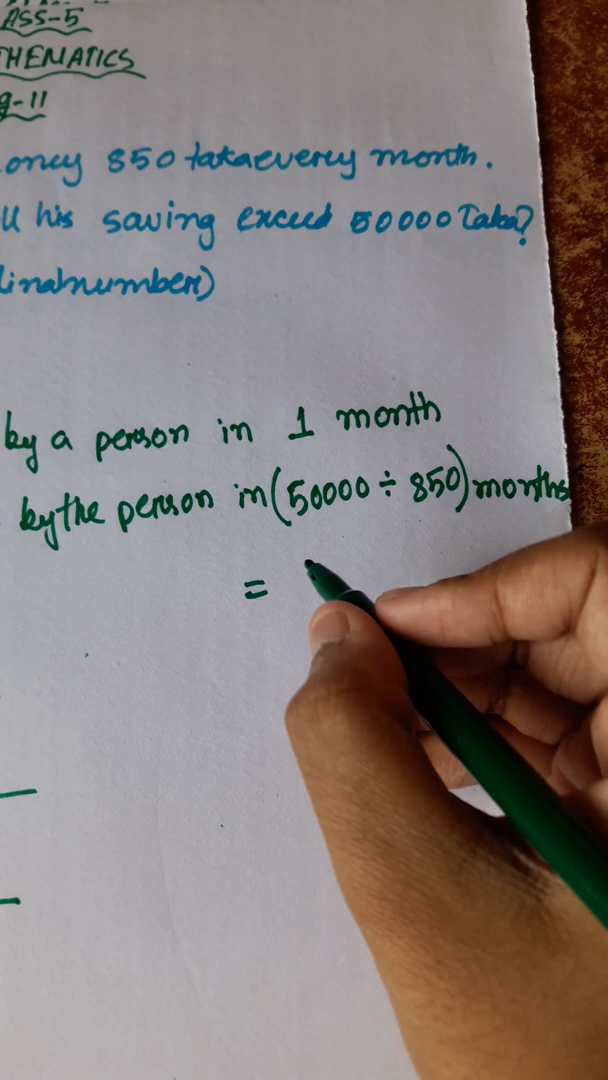 ASS-5
THEMATICS
g-11
oney 850 taka every month.
ll his saving exceed 50000 Taka?
dinal number)
by a person in 1 month
by the person in (50000 ÷ 850) months
=